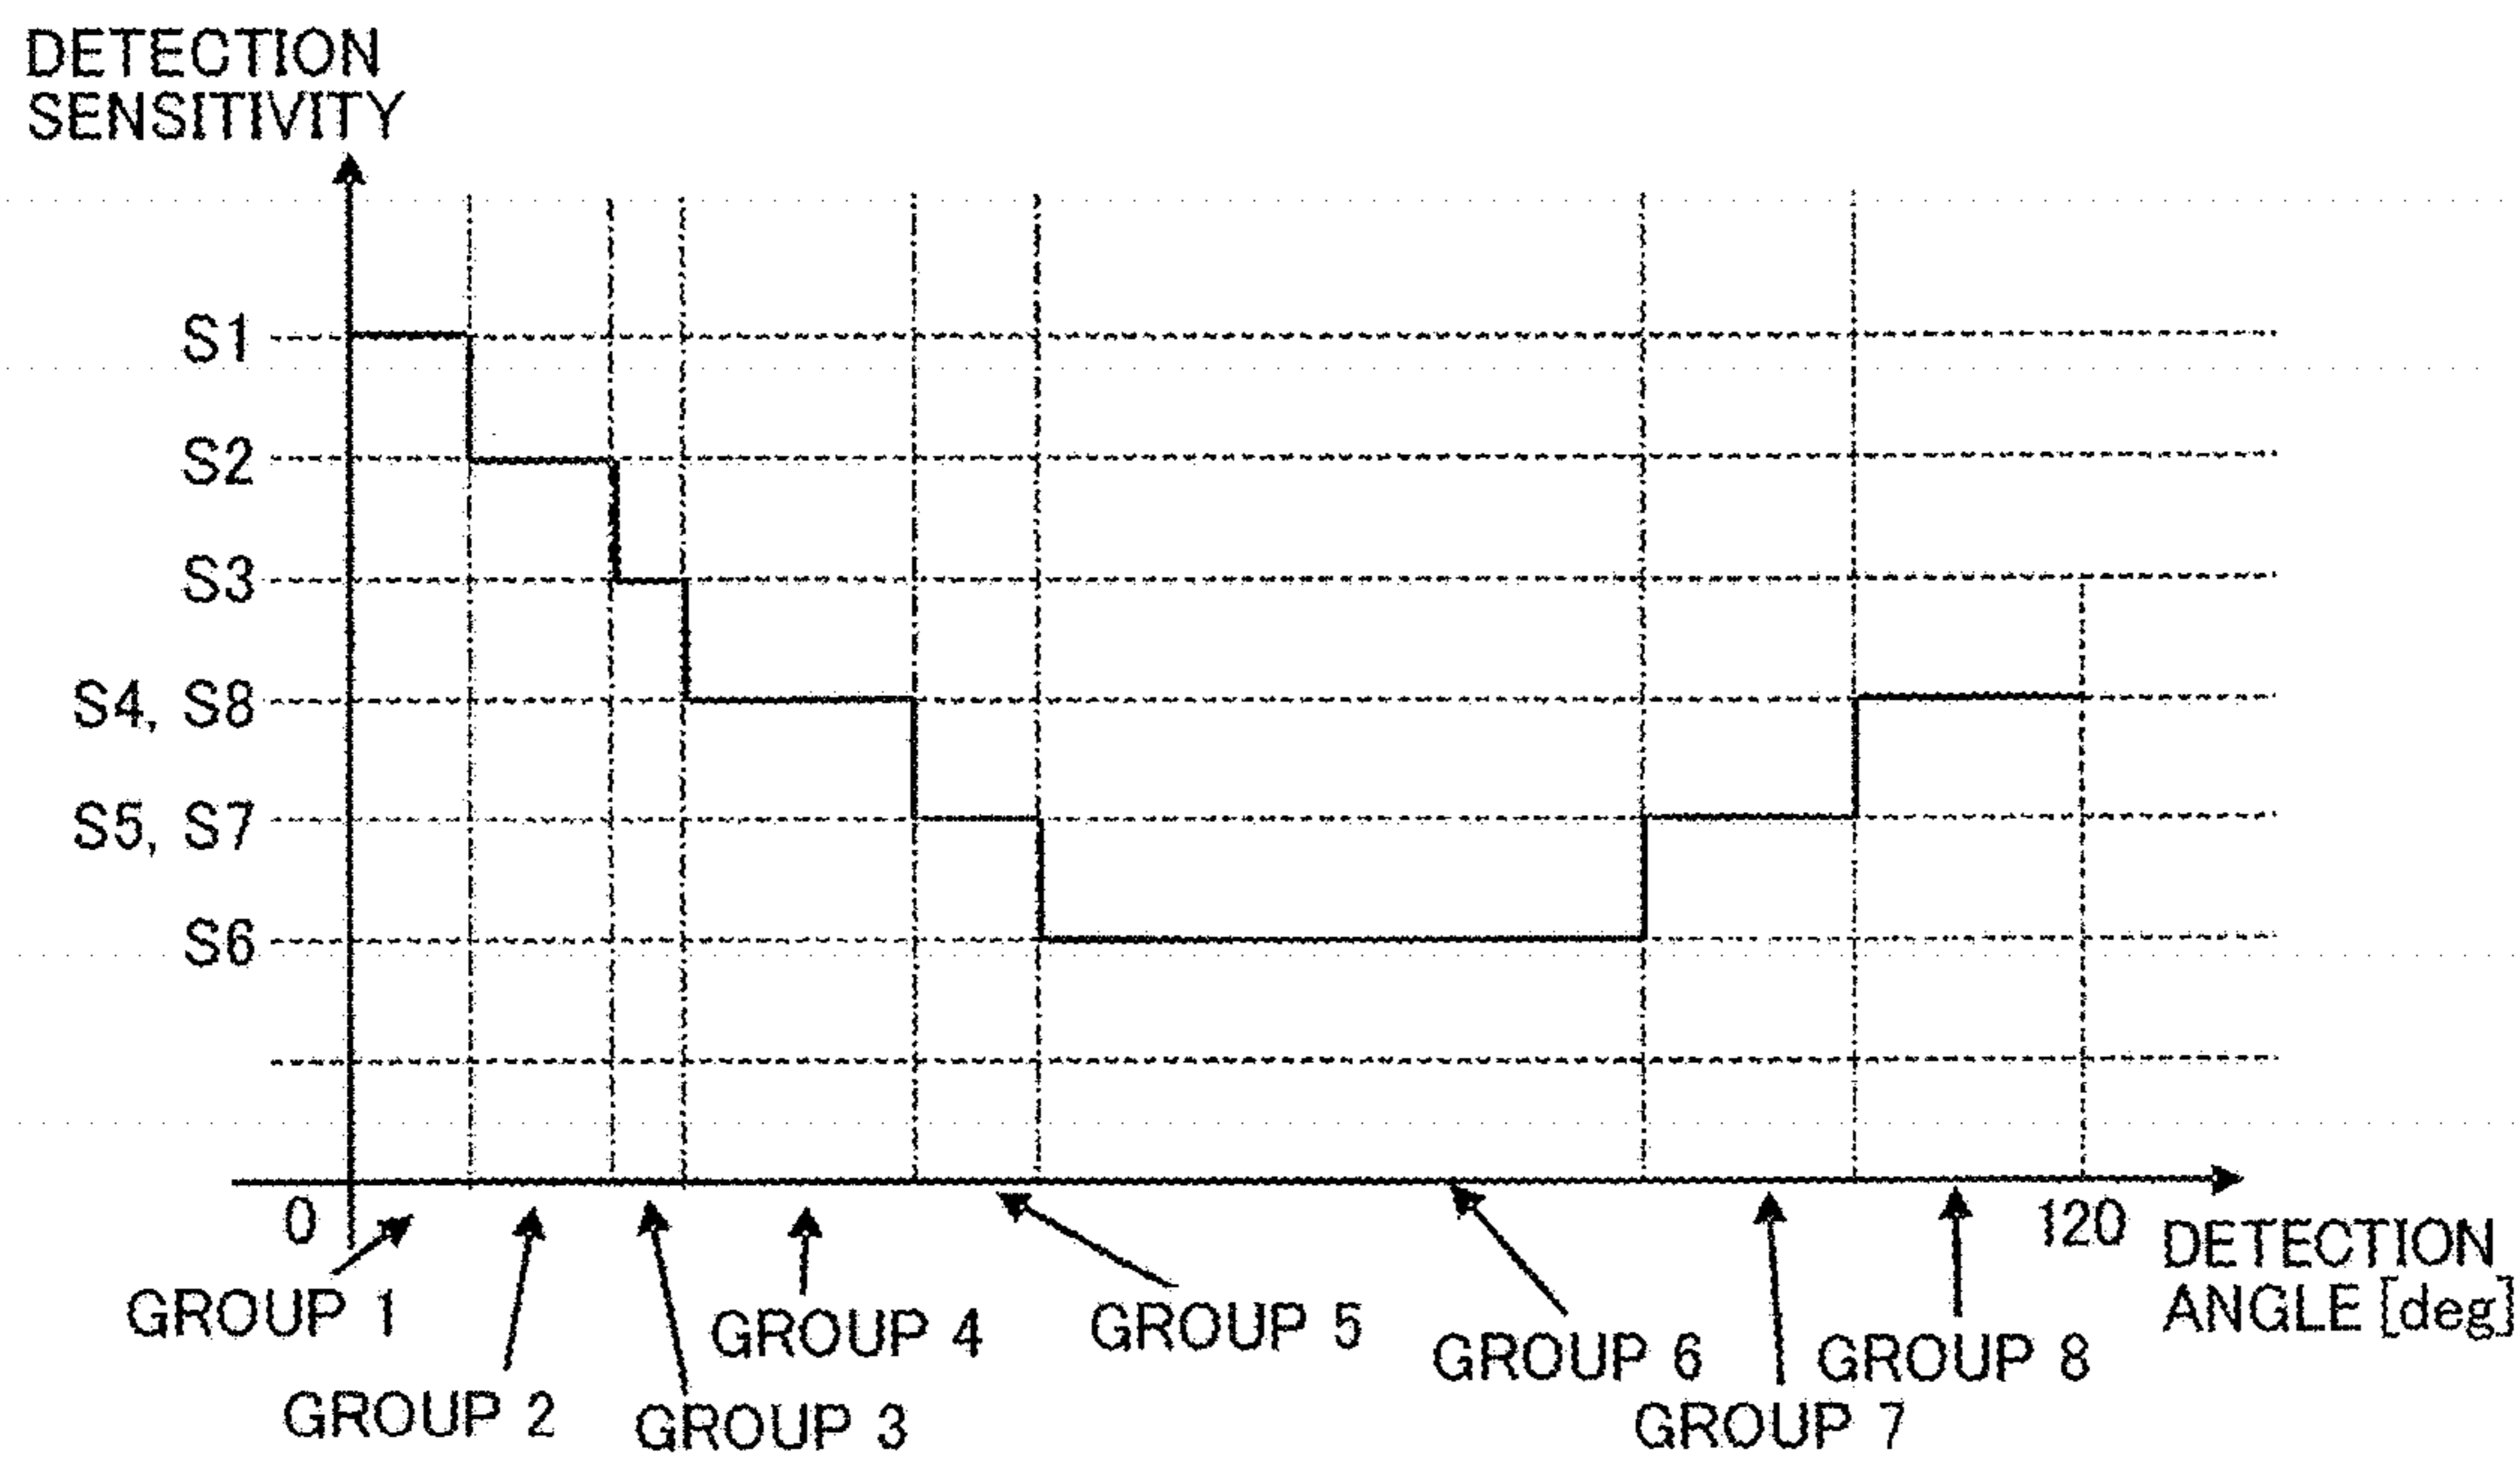 DETECTION
SENSITIVITY
S1
S2
S3
S4, S8
S5, S7
S6
0
120
DETECTION
ANGLE [deg]
GROUP 1
GROUP 2
GROUP 3
GROUP 4
GROUP 5
GROUP 6
GROUP 7
GROUP 8